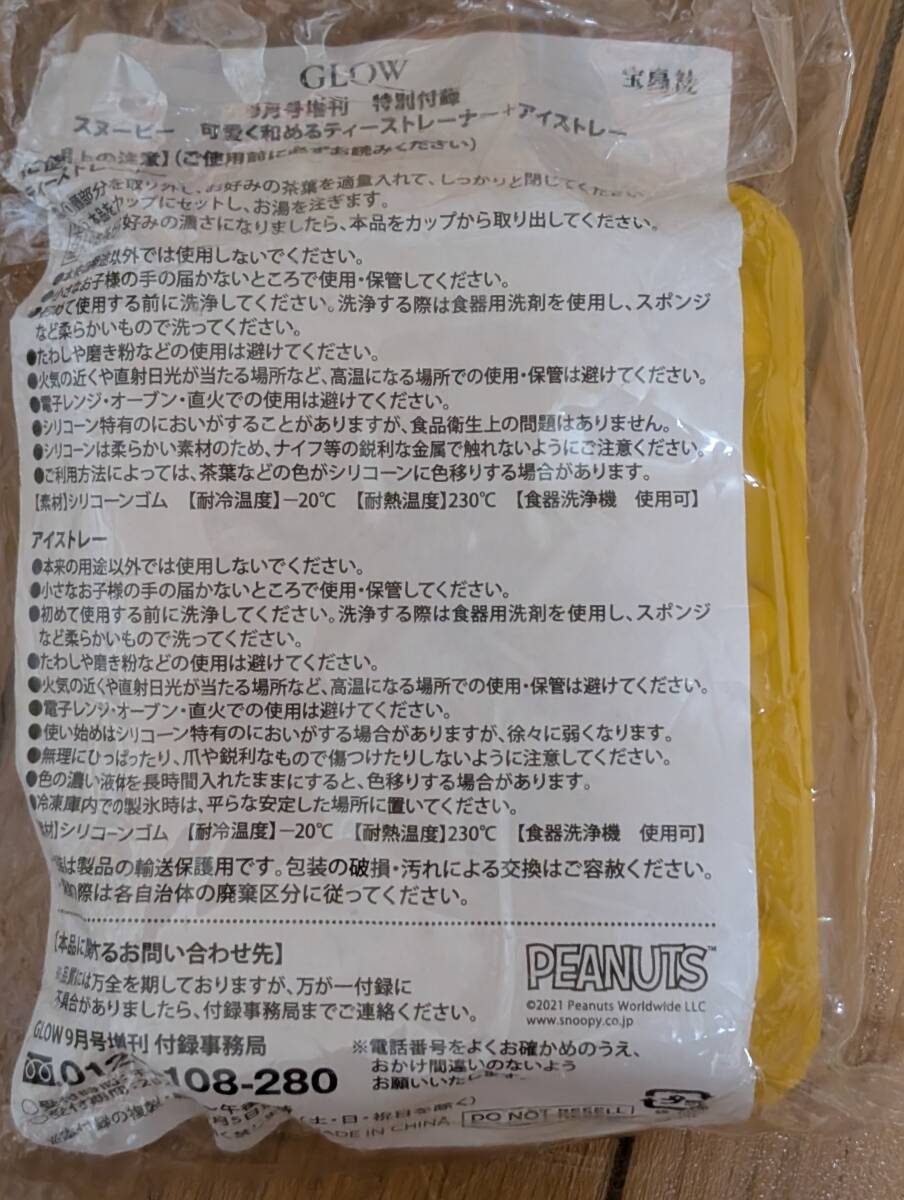 GLOW
宝島社
9月号増刊 特別付録
スヌーピー 可愛く和めるティーストレーナー+アイストレー
上の注意】(ご使用前に必ずお読みください)
ティーストレーナー
部分を取り外し、お好みの茶葉を適量入れて、しっかりと閉じてください
カップにセットし、お湯を注ぎます。
好みの濃さになりましたら、本品をカップから取り出してください。
以外では使用しないでください。
●小さなお子様の手の届かないところで使用・保管してください。
て使用する前に洗浄してください。洗浄する際は食器用洗剤を使用し、スポンジ
など柔らかいもので洗ってください。
●たわしや磨き粉などの使用は避けてください。
●火気の近くや直射日光が当たる場所など、高温になる場所での使用・保管は避けてください。
●電子レンジ・オーブン・直火での使用は避けてください。
●シリコーン特有のにおいがすることがありますが、食品衛生上の問題はありません。
●シリコーンは柔らかい素材のため、ナイフ等の鋭利な金属で触れないようにご注意ください。
●ご利用方法によっては、茶葉などの色がシリコーンに色移りする場合があります。
【素材】シリコーンゴム 【耐冷温度】−20℃ 【耐熱温度】230℃ 【食器洗浄機 使用可】
アイストレー
●本来の用途以外では使用しないでください。
●小さなお子様の手の届かないところで使用・保管してください。
●初めて使用する前に洗浄してください。洗浄する際は食器用洗剤を使用し、スポンジ
など柔らかいもので洗ってください。
●たわしや磨き粉などの使用は避けてください。
●火気の近くや直射日光が当たる場所など、高温になる場所での使用・保管は避けてください。
●電子レンジ・オーブン・直火での使用は避けてください。
●使い始めはシリコーン特有のにおいがする場合がありますが、徐々に弱くなります。
●無理にひっぱったり、爪や鋭利なもので傷つけたりしないように注意してください。
●色の濃い液体を長時間入れたままにすると、色移りする場合があります。
●冷凍庫内での製氷時は、平らな安定した場所に置いてください。
材】シリコーンゴム 【耐冷温度】−20℃ 【耐熱温度】230℃ 【食器洗浄機 使用可】
は製品の輸送保護用です。包装の破損・汚れによる交換はご容赦ください。
際は各自治体の廃棄区分に従ってください。
【本品に関するお問い合わせ先】
※品質には万全を期しておりますが、万が一付録に
不具合がありましたら、付録事務局までご連絡ください。
GLOW9月号増刊 付録事務局
108-280
PEANUTS™
©2021 Peanuts Worldwide LLC
www.snoopy.co.jp
※電話番号をよくお確かめのうえ、
おかけ間違いのないよう
お願いいたします。
土・日・祝日を除く)
MADE IN CHINA
DO NOT RESELL